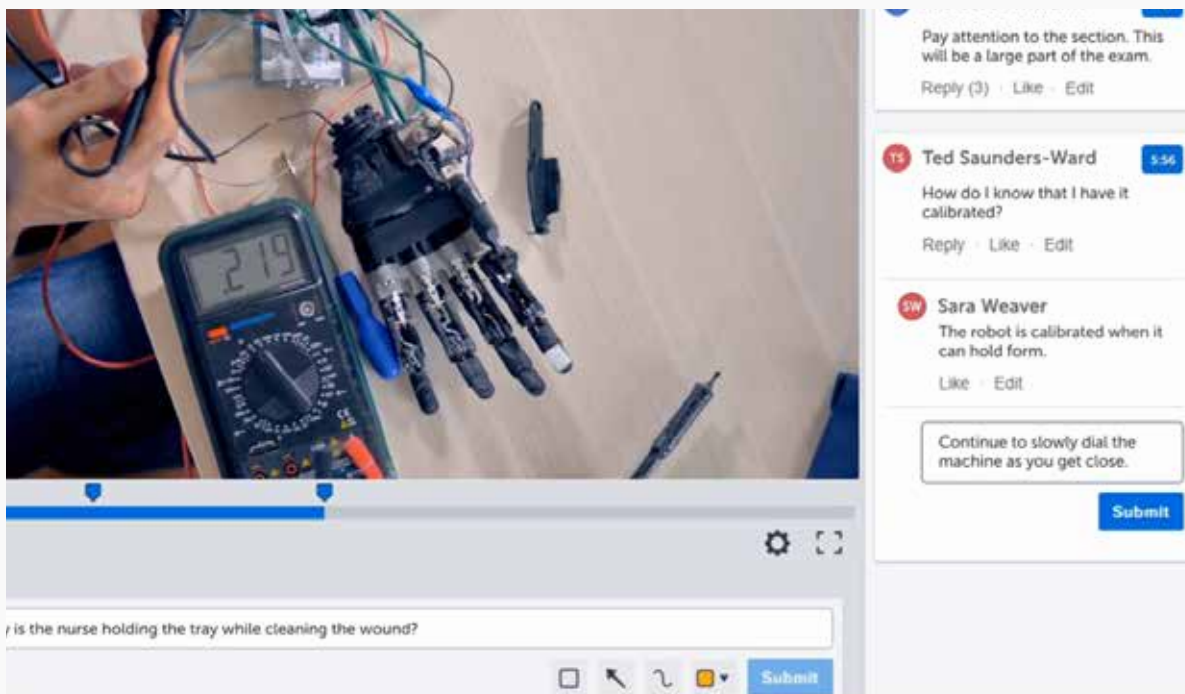 Pay attention to the section. This
will be a large part of the exam.
Reply (3) · Like · Edit
TS Ted Saunders-Ward 5:56
How do I know that I have it
calibrated?
Reply · Like · Edit
SW Sara Weaver
The robot is calibrated when it
can hold form.
Like · Edit
Continue to slowly dial the
machine as you get close.
Submit
.219
CE
is the nurse holding the tray while cleaning the wound?
Submit